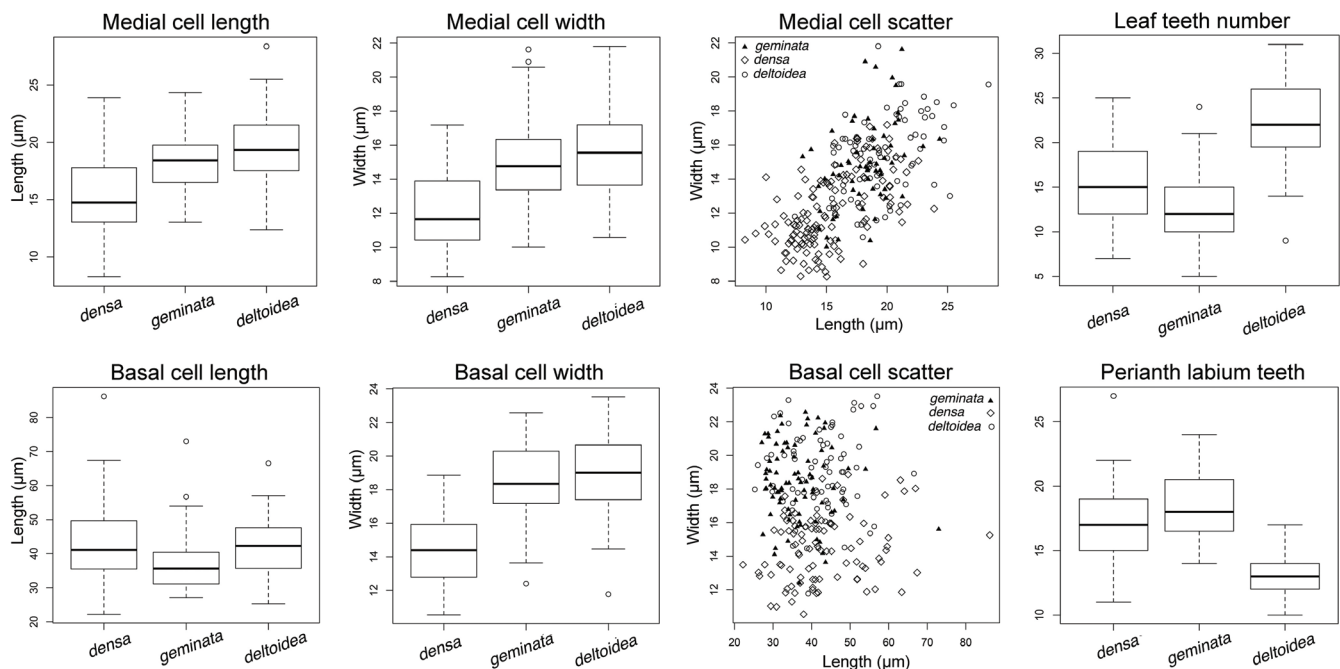 Medial cell length
Medial cell width
Medial cell scatter
Leaf teeth number
Length (µm)
10
15
20
25
densa
geminata
deltoidea
Width (µm)
8
10
12
14
16
18
20
22
densa
geminata
deltoidea
Width (µm)
8
10
12
14
16
18
20
22
geminata
densa
deltoidea
10
15
20
25
Length (µm)
5
10
15
20
25
30
densa
geminata
deltoidea
Basal cell length
Basal cell width
Basal cell scatter
Perianth labium teeth
Length (µm)
20
30
40
50
60
70
80
densa
geminata
deltoidea
Width (µm)
12
14
16
18
20
22
24
densa
geminata
deltoidea
Width (µm)
12
14
16
18
20
22
24
geminata
densa
deltoidea
20
30
40
50
60
70
80
Length (µm)
10
15
20
25
densa
geminata
deltoidea